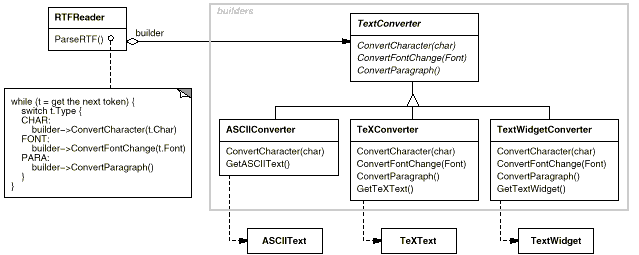 builders
RTFReader
ParseRTF()
builder
TextConverter
ConvertCharacter(char)
ConvertFontChange(Font)
ConvertParagraph()
while (t = get the next token) {
switch t.Type {
CHAR:
builder->ConvertCharacter(t.Char)
FONT:
builder->ConvertFontChange(t.Font)
PARA:
builder->ConvertParagraph()
}
}
ASCIIConverter
ConvertCharacter(char)
GetASCIIText()
TeXConverter
ConvertCharacter(char)
ConvertFontChange(Font)
ConvertParagraph()
GetTeXText()
TextWidgetConverter
ConvertCharacter(char)
ConvertFontChange(Font)
ConvertParagraph()
GetTextWidget()
ASCIIText
TeXText
TextWidget